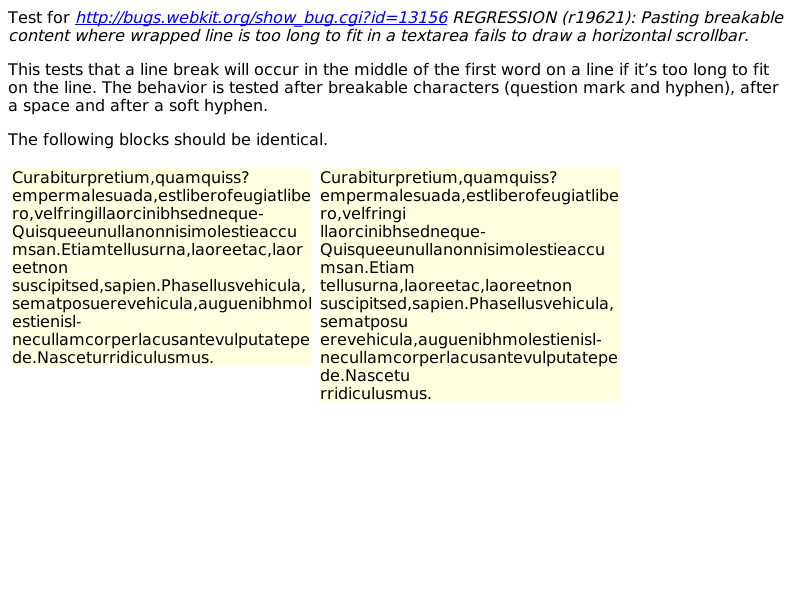 Test for http://bugs.webkit.org/show_bug.cgi?id=13156 REGRESSION (r19621): Pasting breakable
content where wrapped line is too long to fit in a textarea fails to draw a horizontal scrollbar.
This tests that a line break will occur in the middle of the first word on a line if it’s too long to fit
on the line. The behavior is tested after breakable characters (question mark and hyphen), after
a space and after a soft hyphen.
The following blocks should be identical.
Curabiturpretium,quamquiss?
empermalesuada,estliberofeugiatlibe
ro,velfringillaorcinibhsedneque-
Quisqueeunullanonnisimolestieaccu
msan.Etiamtellusurna,laoreetac,laor
eetnon
suscipitsed,sapien.Phasellusvehicula,
sematposuerevehicula,auguenibhmol
estienisl-
necullamcorperlacusantevulputatepe
de.Nasceturridiculusmus.
Curabiturpretium,quamquiss?
empermalesuada,estliberofeugiatlibe
ro,velfringi
llaorcinibhsedneque-
Quisqueeunullanonnisimolestieaccu
msan.Etiam
tellusurna,laoreetac,laoreetnon
suscipitsed,sapien.Phasellusvehicula,
sematposu
erevehicula,auguenibhmolestienisl-
necullamcorperlacusantevulputatepe
de.Nascetu
rridiculusmus.